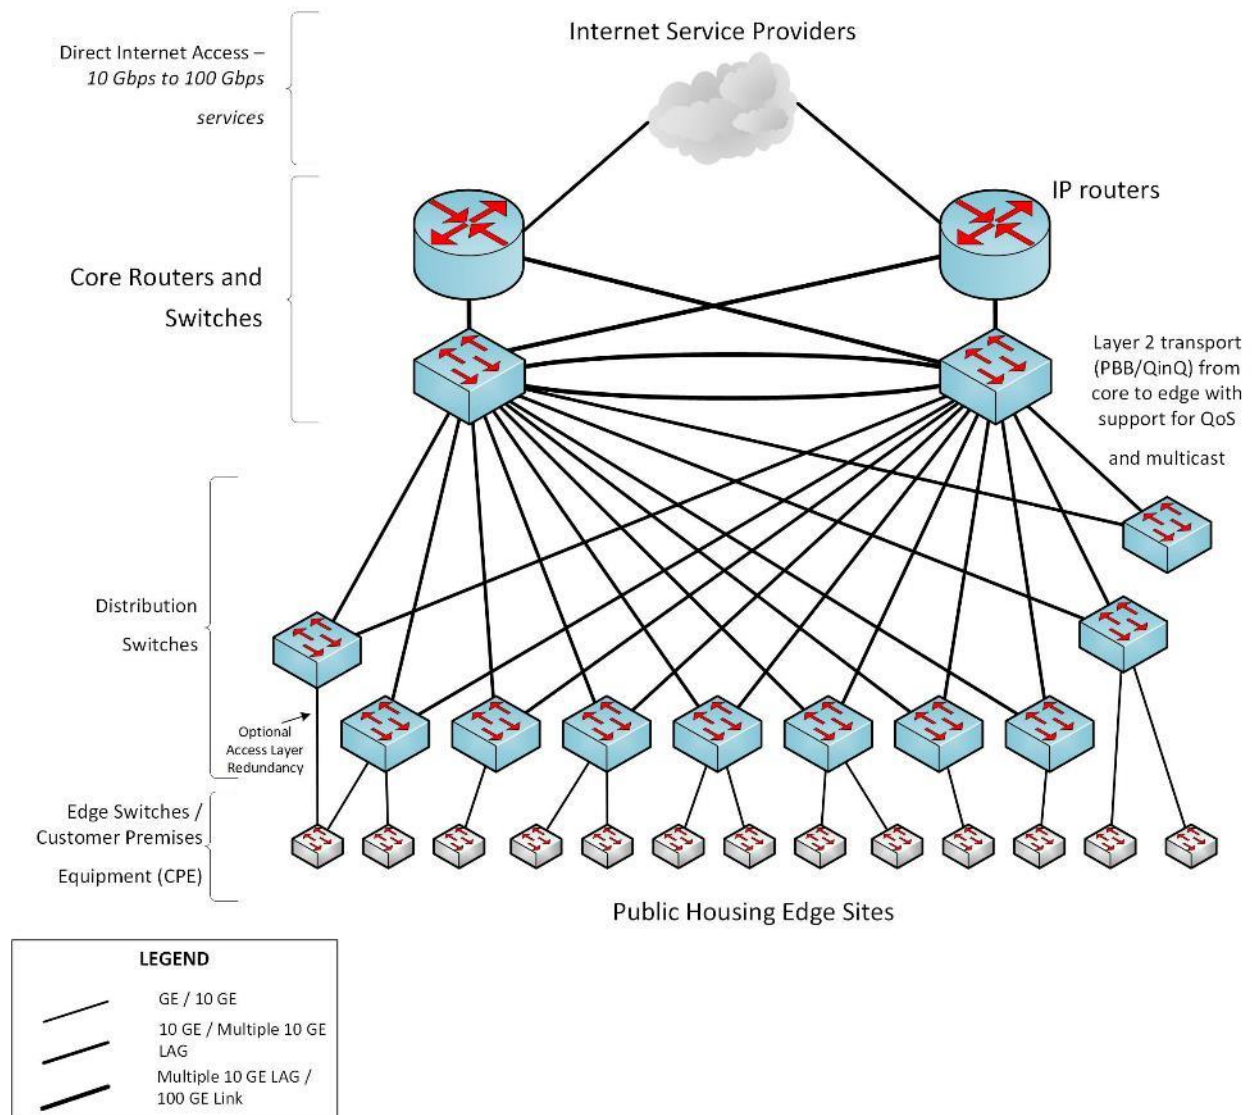 Internet Service Providers
Direct Internet Access –
10 Gbps to 100 Gbps
services
IP routers
Core Routers and
Switches
Layer 2 transport
(PBB/QinQ) from
core to edge with
support for QoS
and multicast
Distribution
Switches
Optional
Access Layer
Redundancy
Edge Switches /
Customer Premises
Equipment (CPE)
Public Housing Edge Sites
LEGEND
GE / 10 GE
10 GE / Multiple 10 GE
LAG
Multiple 10 GE LAG /
100 GE Link